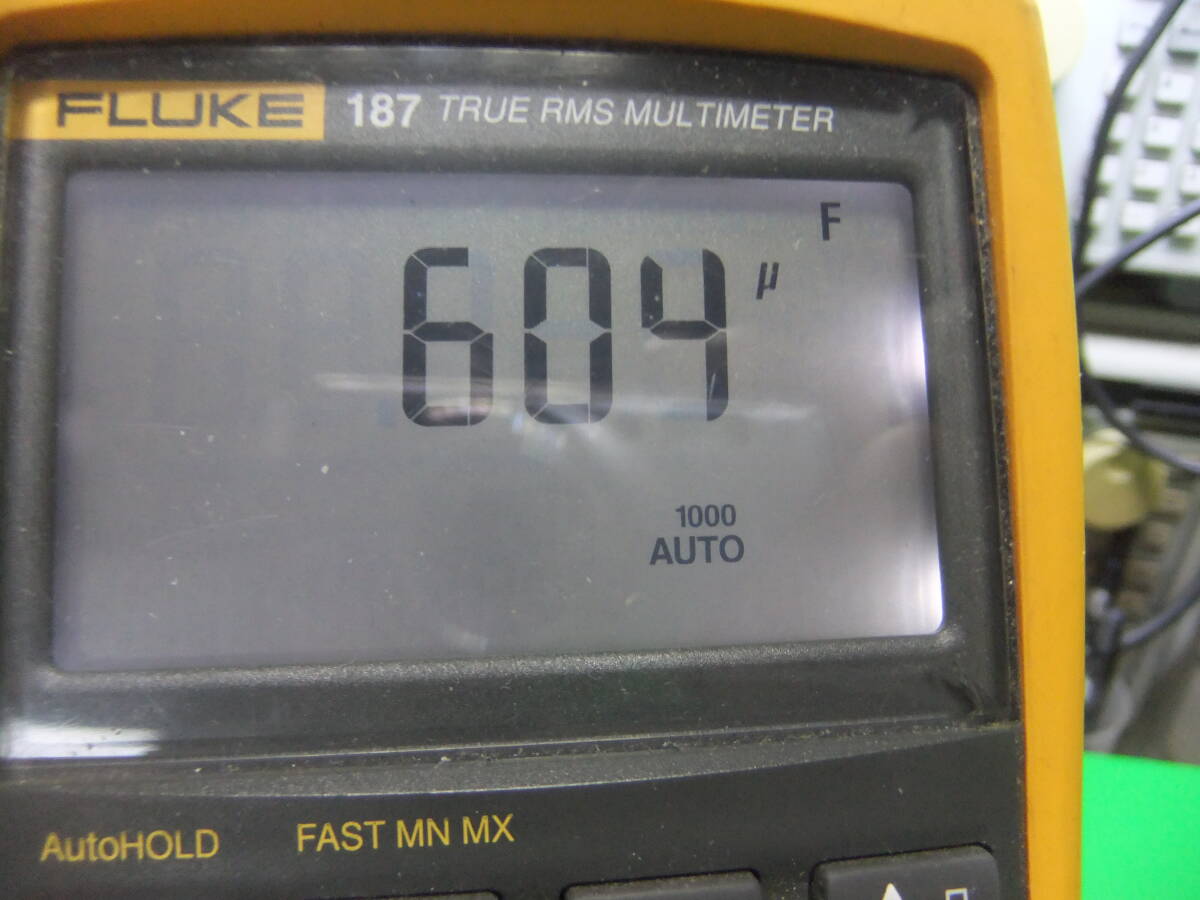 FLUKE 187 TRUE RMS MULTIMETER
F
604 µ
1000
AUTO
AutoHOLD FAST MN MX